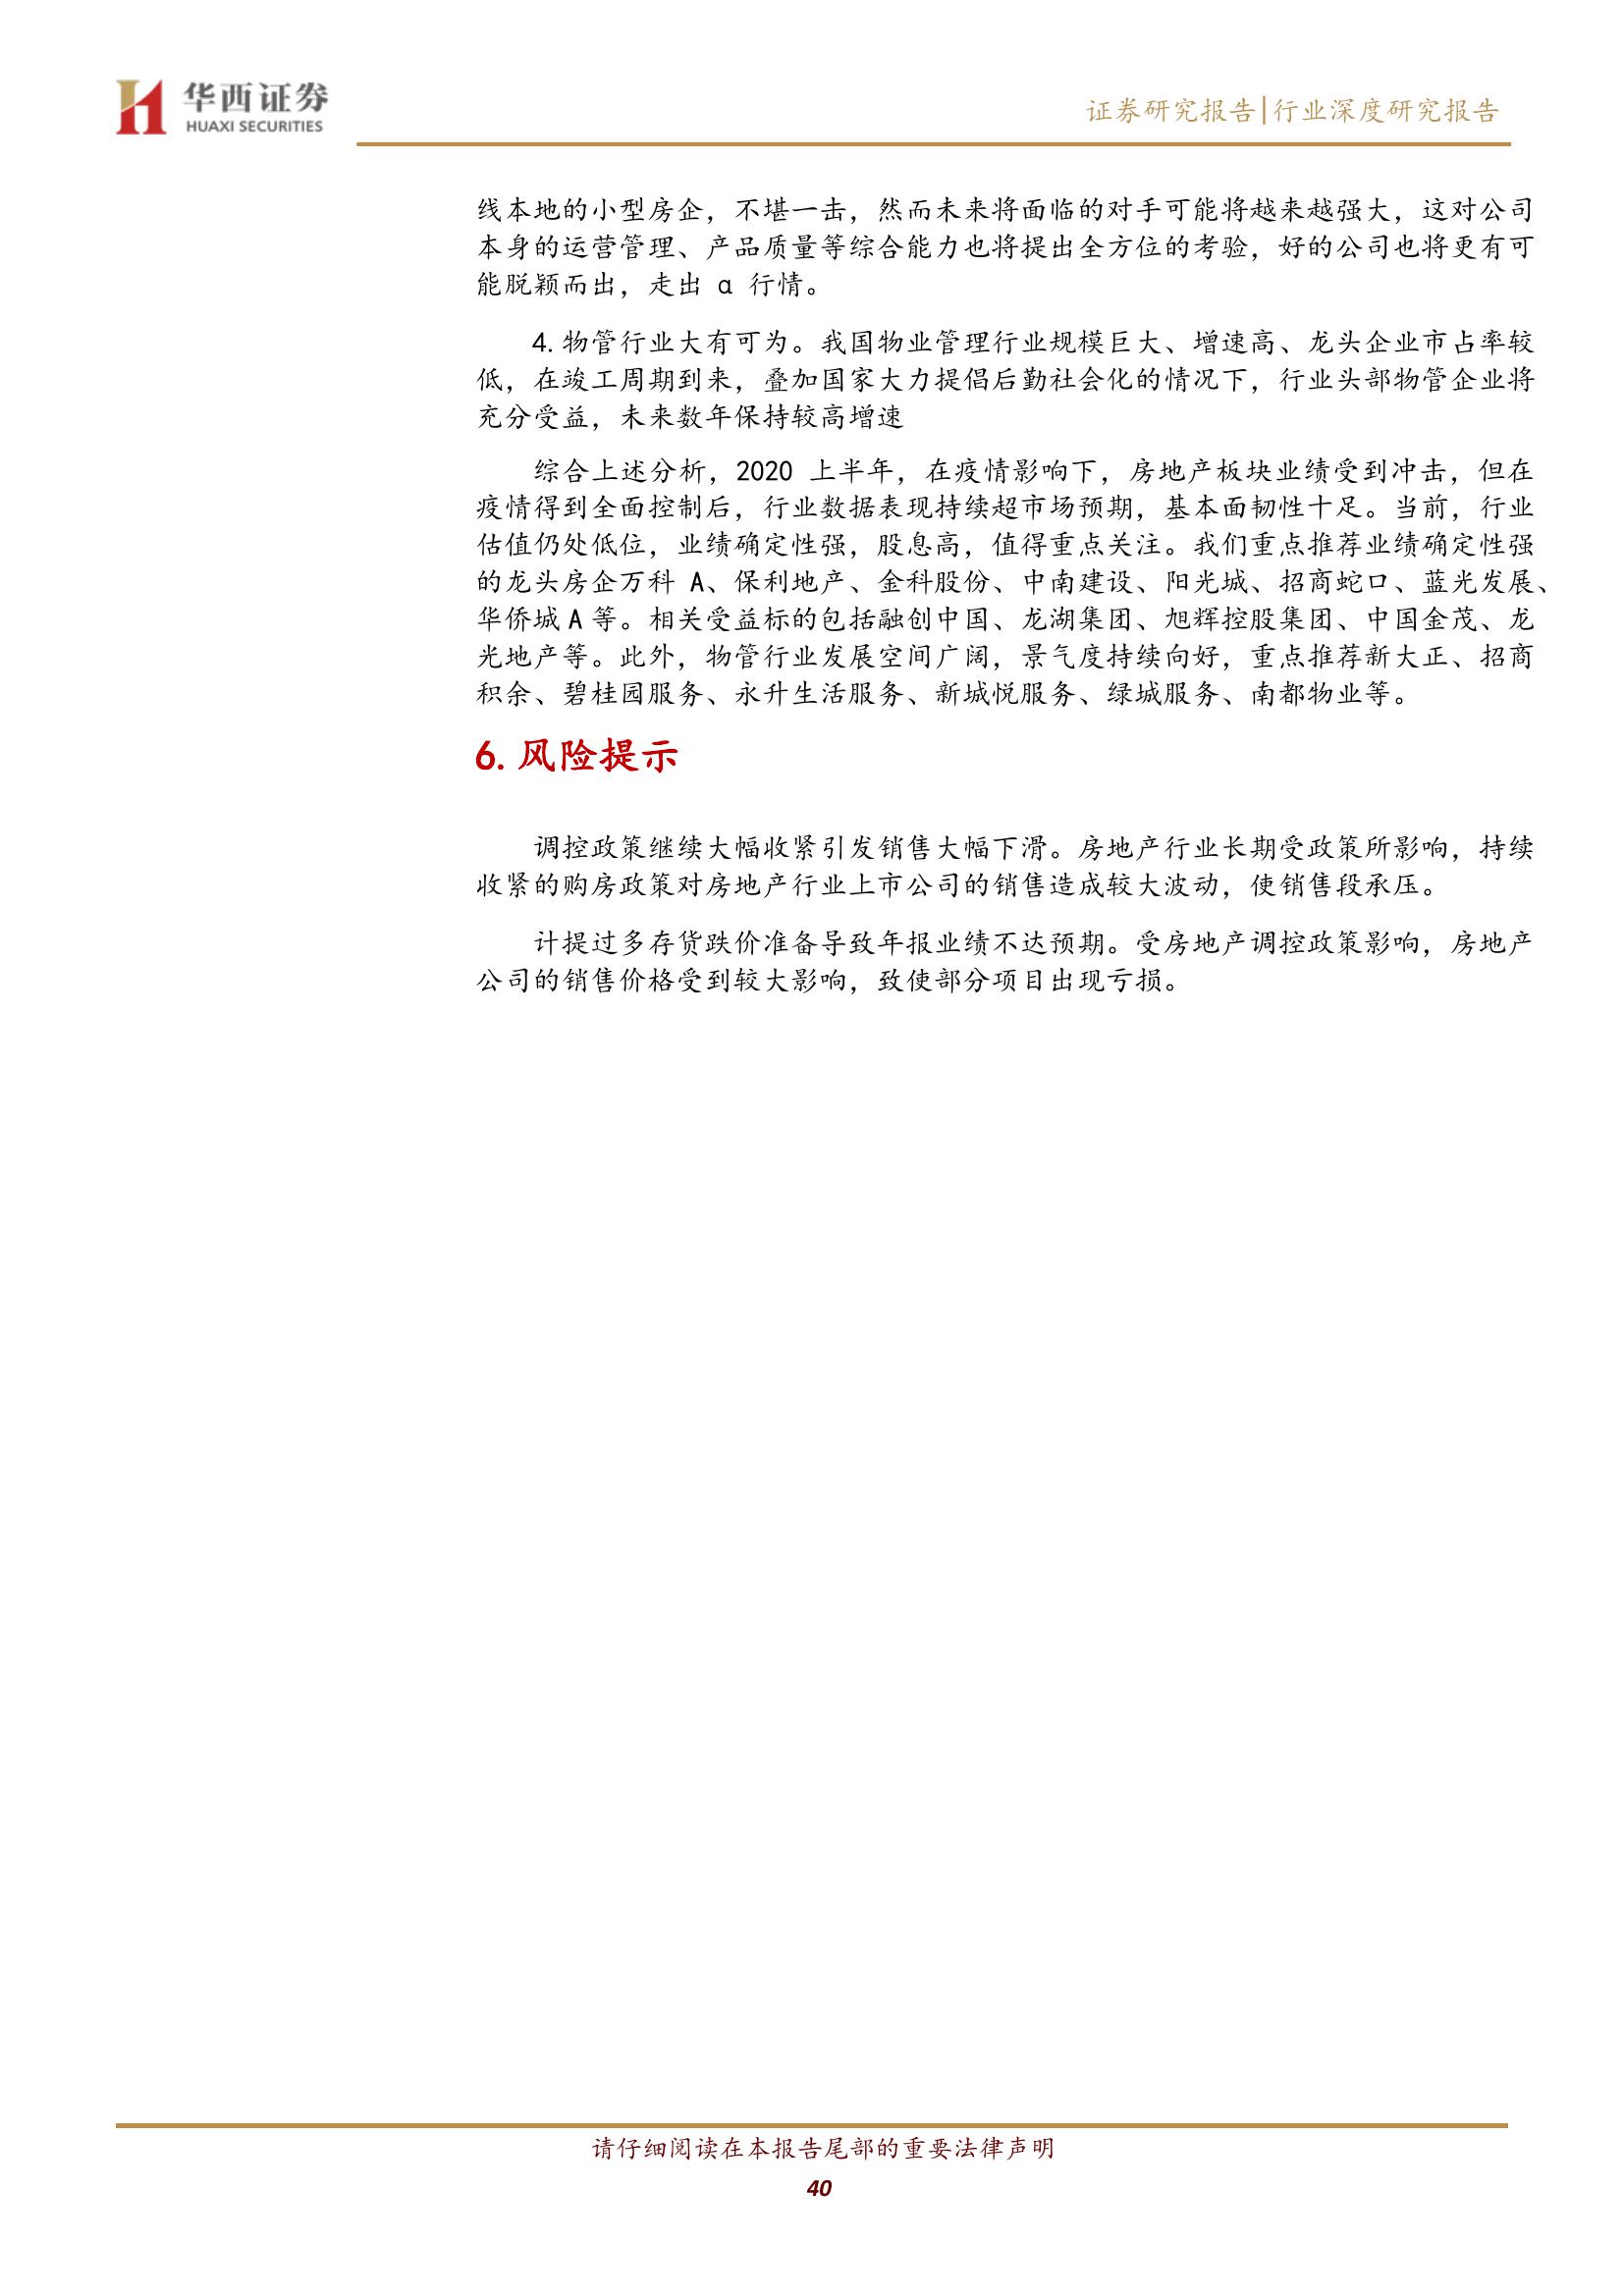 华西证券
HUAXI SECURITIES
证券研究报告|行业深度研究报告
线本地的小型房企，不堪一击，然而未来将面临的对手可能将越来越强大，这对公司
本身的运营管理、产品质量等综合能力也将提出全方位的考验，好的公司也将更有可
能脱颖而出，走出 α 行情。
4.物管行业大有可为。我国物业管理行业规模巨大、增速高、龙头企业市占率较
低，在竣工周期到来，叠加国家大力提倡后勤社会化的情况下，行业头部物管企业将
充分受益，未来数年保持较高增速
综合上述分析，2020 上半年，在疫情影响下，房地产板块业绩受到冲击，但在
疫情得到全面控制后，行业数据表现持续超市场预期，基本面韧性十足。当前，行业
估值仍处低位，业绩确定性强，股息高，值得重点关注。我们重点推荐业绩确定性强
的龙头房企万科 A、保利地产、金科股份、中南建设、阳光城、招商蛇口、蓝光发展、
华侨城 A 等。相关受益标的包括融创中国、龙湖集团、旭辉控股集团、中国金茂、龙
光地产等。此外，物管行业发展空间广阔，景气度持续向好，重点推荐新大正、招商
积余、碧桂园服务、永升生活服务、新城悦服务、绿城服务、南都物业等。
6.风险提示
调控政策继续大幅收紧引发销售大幅下滑。房地产行业长期受政策所影响，持续
收紧的购房政策对房地产行业上市公司的销售造成较大波动，使销售段承压。
计提过多存货跌价准备导致年报业绩不达预期。受房地产调控政策影响，房地产
公司的销售价格受到较大影响，致使部分项目出现亏损。
请仔细阅读在本报告尾部的重要法律声明
40